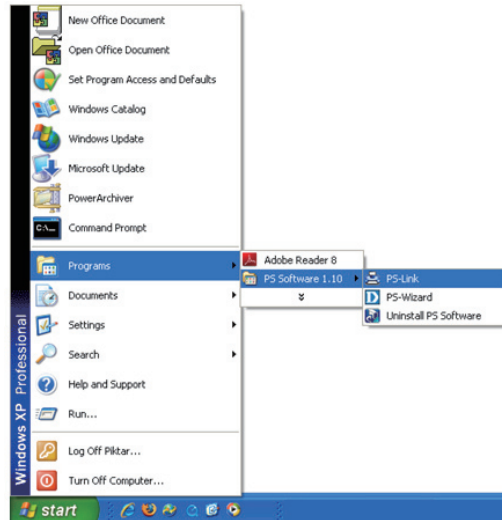 New Office Document
Open Office Document
Set Program Access and Defaults
Windows Catalog
Windows Update
Microsoft Update
PowerArchiver
C:\_
Command Prompt
Programs
Adobe Reader 8
PS Software 1.10
PS-Link
PS-Wizard
Uninstall PS Software
Documents
Settings
Search
Help and Support
Run...
Log Off Piktar...
Turn Off Computer...
Windows XP Professional
start